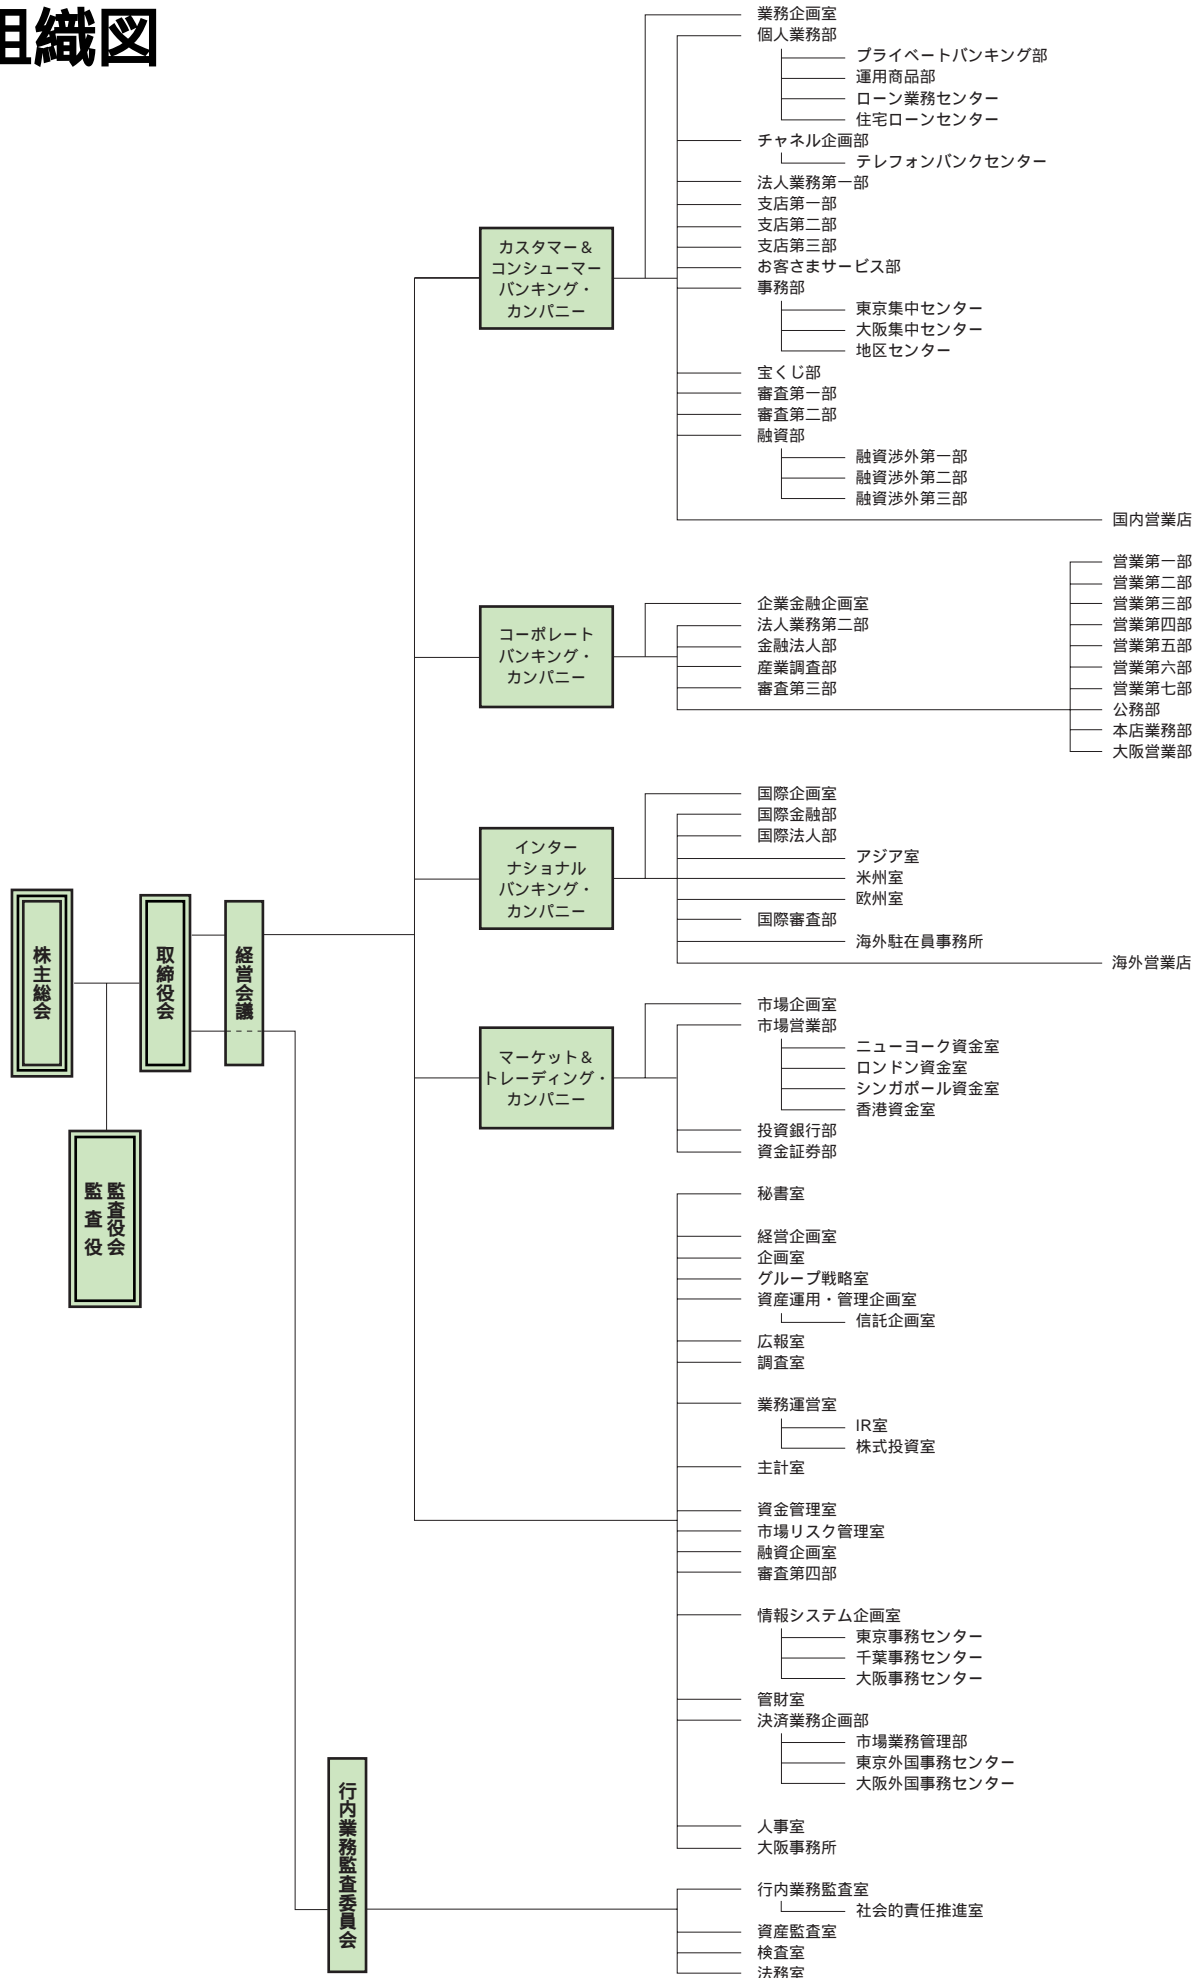 組織図
株主総会
取締役会
経営会議
監査役会
監査役
行内業務監査委員会
カスタマー&
コンシューマー
バンキング・
カンパニー
業務企画室
個人業務部
プライベートバンキング部
運用商品部
ローン業務センター
住宅ローンセンター
チャネル企画部
テレフォンバンクセンター
法人業務第一部
支店第一部
支店第二部
支店第三部
お客さまサービス部
事務部
東京集中センター
大阪集中センター
地区センター
宝くじ部
審査第一部
審査第二部
融資部
融資渉外第一部
融資渉外第二部
融資渉外第三部
国内営業店
コーポレート
バンキング・
カンパニー
企業金融企画室
法人業務第二部
金融法人部
産業調査部
審査第三部
営業第一部
営業第二部
営業第三部
営業第四部
営業第五部
営業第六部
営業第七部
公務部
本店業務部
大阪営業部
インター
ナショナル
バンキング・
カンパニー
国際企画室
国際金融部
国際法人部
アジア室
米州室
欧州室
国際審査部
海外駐在員事務所
海外営業店
マーケット&
トレーディング・
カンパニー
市場企画室
市場営業部
ニューヨーク資金室
ロンドン資金室
シンガポール資金室
香港資金室
投資銀行部
資金証券部
秘書室
経営企画室
企画室
グループ戦略室
資産運用・管理企画室
信託企画室
広報室
調査室
業務運営室
IR室
株式投資室
主計室
資金管理室
市場リスク管理室
融資企画室
審査第四部
情報システム企画室
東京事務センター
千葉事務センター
大阪事務センター
管財室
決済業務企画部
市場業務管理部
東京外国事務センター
大阪外国事務センター
人事室
大阪事務所
行内業務監査室
社会的責任推進室
資産監査室
検査室
法務室